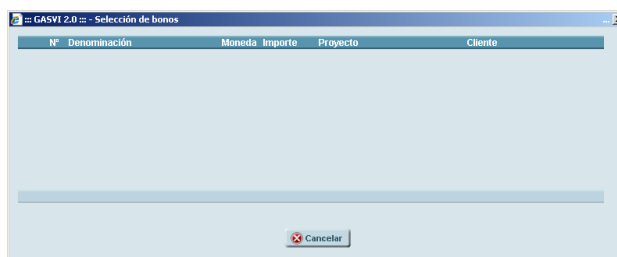 ::: GASVI 2.0 ::: - Selección de bonos
Nº Denominación Moneda Importe Proyecto Cliente
Cancelar